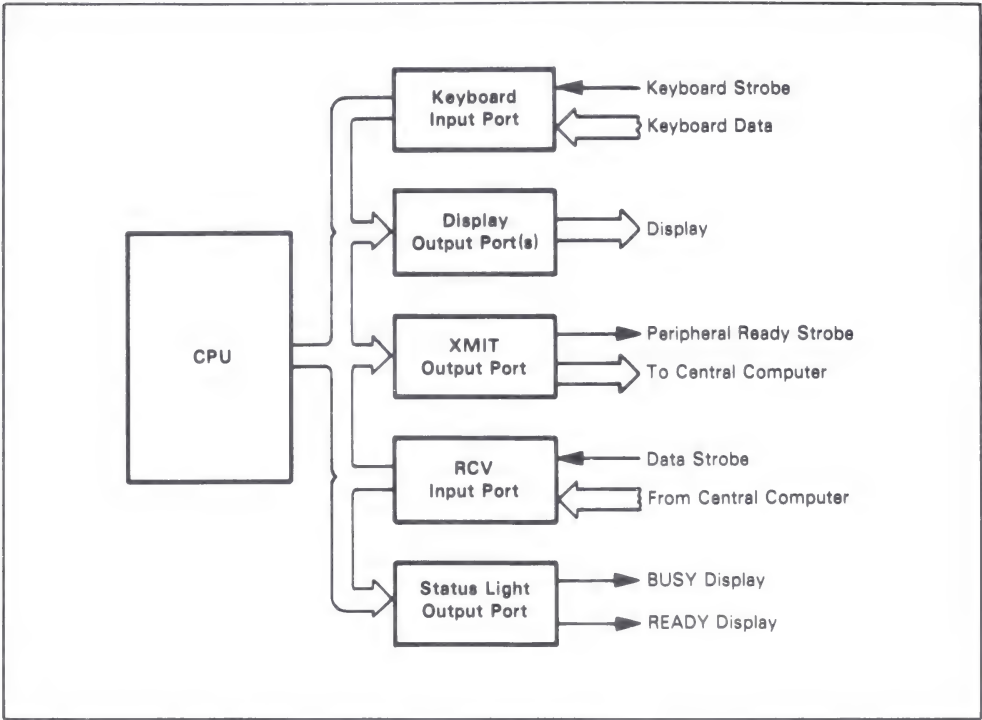 Keyboard
Input Port
Keyboard Strobe
Keyboard Data
Display
Output Port(s)
Display
CPU
XMIT
Output Port
Peripheral Ready Strobe
To Central Computer
RCV
Input Port
Data Strobe
From Central Computer
Status Light
Output Port
BUSY Display
READY Display